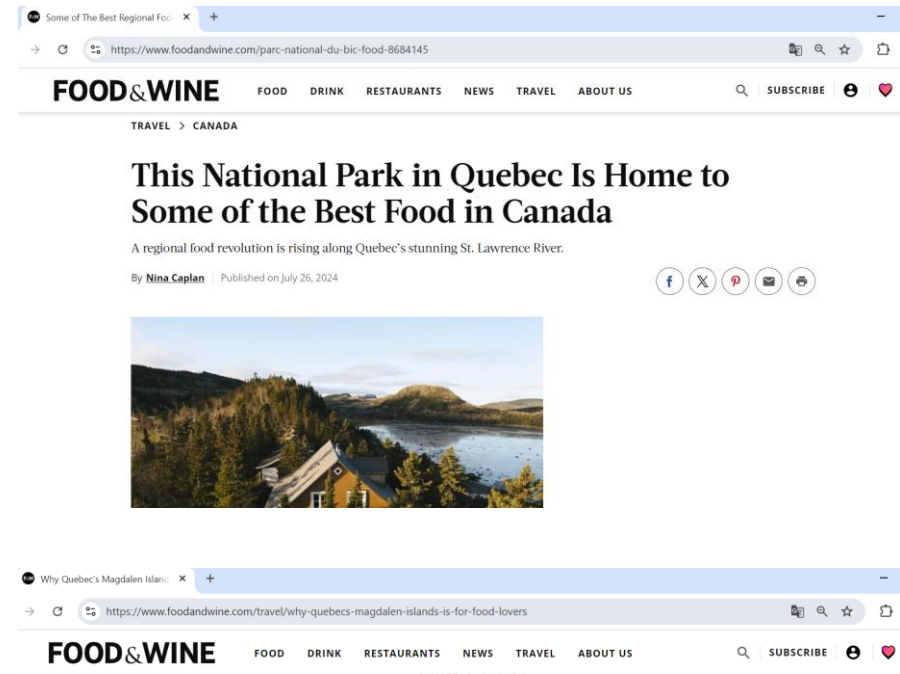 Some of The Best Regional Foo
https://www.foodandwine.com/parc-national-du-bic-food-8684145
FOOD&WINE FOOD DRINK RESTAURANTS NEWS TRAVEL ABOUT US SUBSCRIBE
TRAVEL > CANADA
This National Park in Quebec Is Home to
Some of the Best Food in Canada
A regional food revolution is rising along Quebec's stunning St. Lawrence River.
By Nina Caplan Published on July 26, 2024
Why Quebec's Magdalen Island
https://www.foodandwine.com/travel/why-quebecs-magdalen-islands-is-for-food-lovers
FOOD&WINE FOOD DRINK RESTAURANTS NEWS TRAVEL ABOUT US SUBSCRIBE